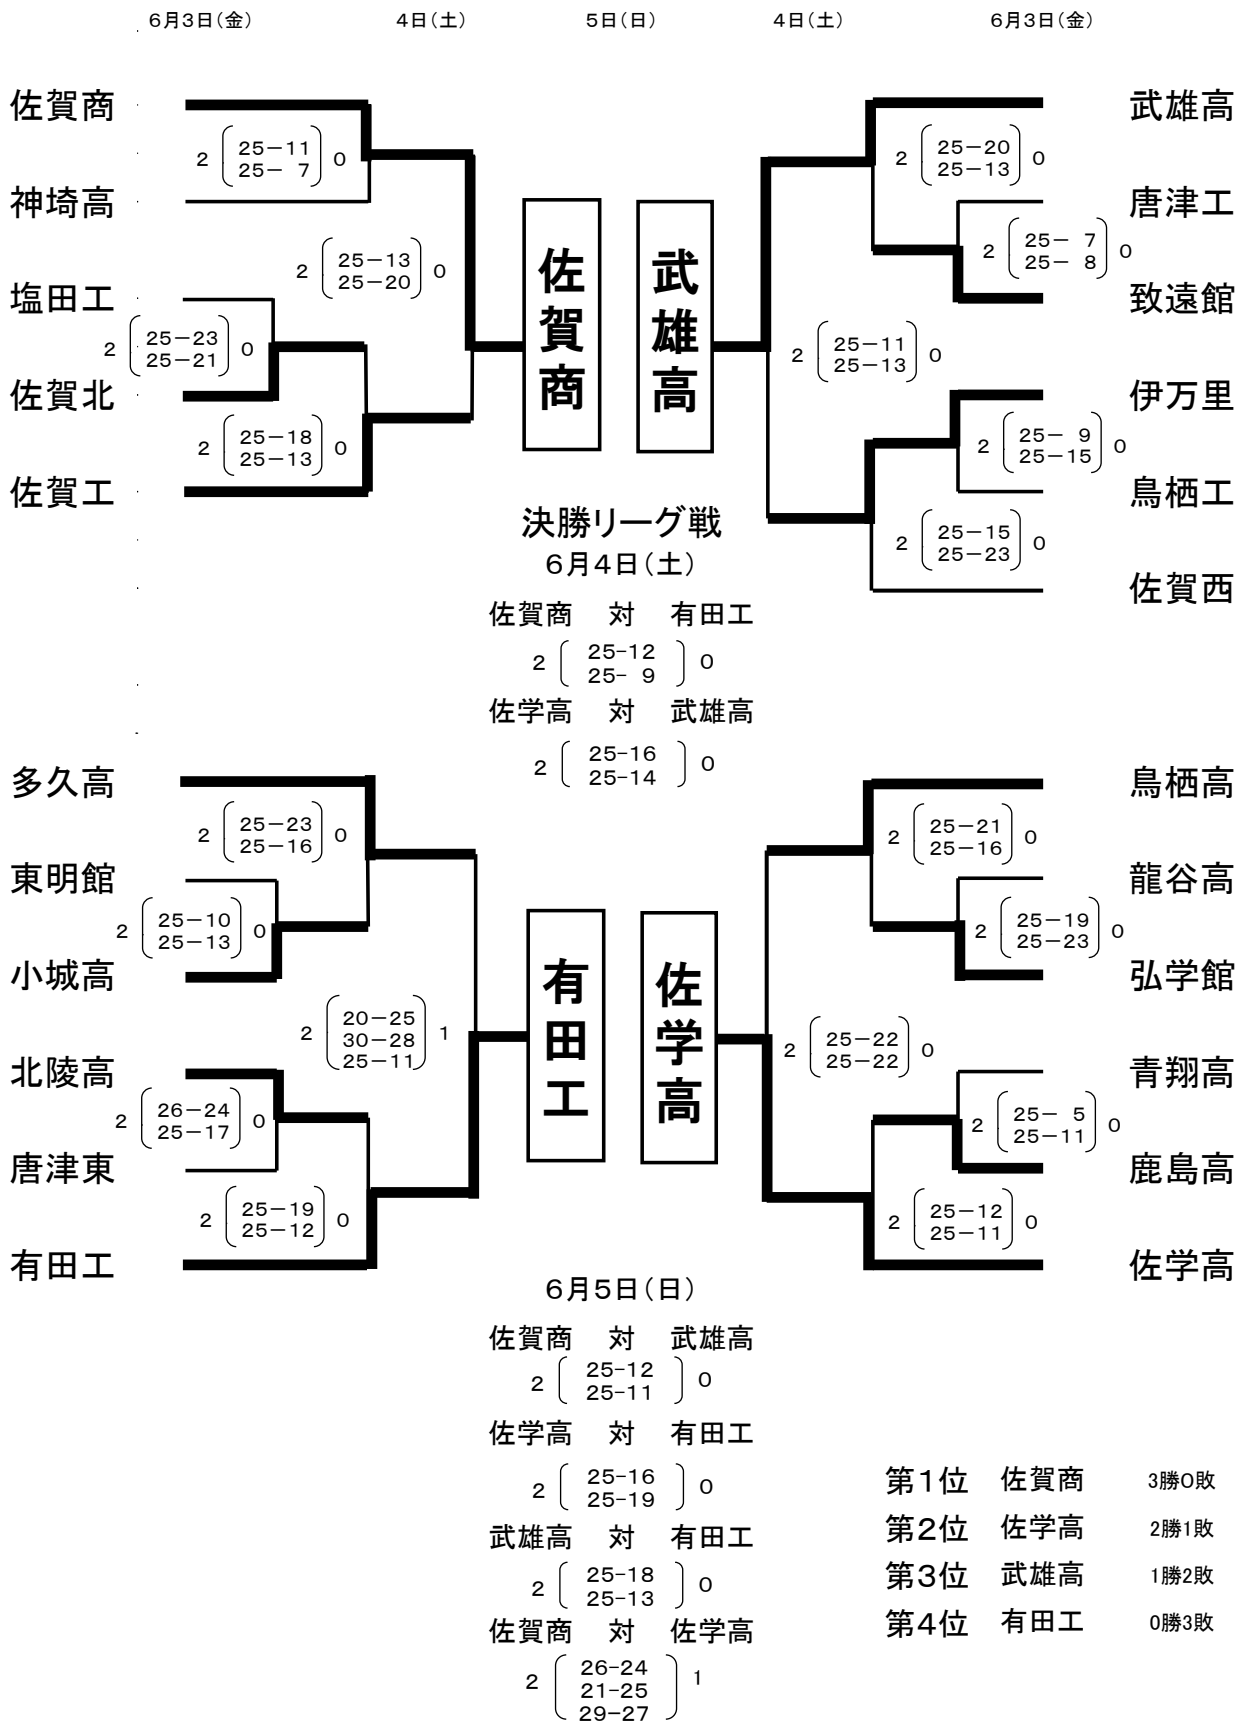 6月3日(金) 4日(土) 5日(日) 4日(土) 6月3日(金)
佐賀商 武雄高
2 25-11 0
25- 7
2 25-20 0
25-13
神埼高 唐津工
2 25-13 0
25-20
2 25- 7 0
25- 8
佐賀商
武雄高
塩田工 致遠館
2 25-23 0
25-21
2 25-11 0
25-13
佐賀北 伊万里
2 25-18 0
25-13
2 25- 9 0
25-15
佐賀工 鳥栖工
2 25-15 0
25-23
佐賀西
決勝リーグ戦
6月4日(土)
佐賀商 対 有田工
2 25-12 0
25- 9
佐学高 対 武雄高
2 25-16 0
25-14
多久高 鳥栖高
2 25-23 0
25-16
2 25-21 0
25-16
東明館 龍谷高
2 25-10 0
25-13
2 25-19 0
25-23
小城高 弘学館
有田工
佐学高
2 20-25 1
30-28
25-11
2 25-22 0
25-22
北陵高 青翔高
2 26-24 0
25-17
2 25- 5 0
25-11
唐津東 鹿島高
2 25-19 0
25-12
2 25-12 0
25-11
有田工 佐学高
6月5日(日)
佐賀商 対 武雄高
2 25-12 0
25-11
佐学高 対 有田工
2 25-16 0
25-19
武雄高 対 有田工
2 25-18 0
25-13
佐賀商 対 佐学高
2 26-24 1
21-25
29-27
第1位 佐賀商 3勝0敗
第2位 佐学高 2勝1敗
第3位 武雄高 1勝2敗
第4位 有田工 0勝3敗